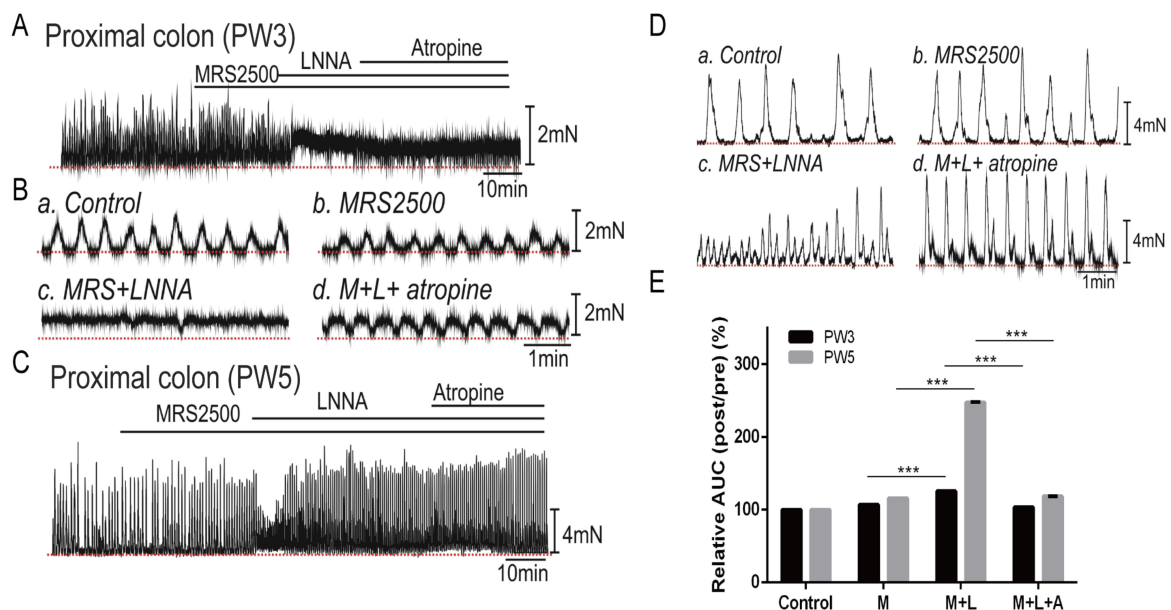 A
Proximal colon (PW3)
Atropine
LNNA
MRS2500
2mN
10min
B
a. Control
b. MRS2500
2mN
c. MRS+LNNA
d. M+L+ atropine
2mN
1min
C
Proximal colon (PW5)
Atropine
LNNA
MRS2500
4mN
10min
D
a. Control
b. MRS2500
4mN
c. MRS+LNNA
d. M+L+ atropine
4mN
1min
E
Relative AUC (post/pre) (%)
PW3
PW5
300
200
100
0
***
***
***
***
Control
M
M+L
M+L+A